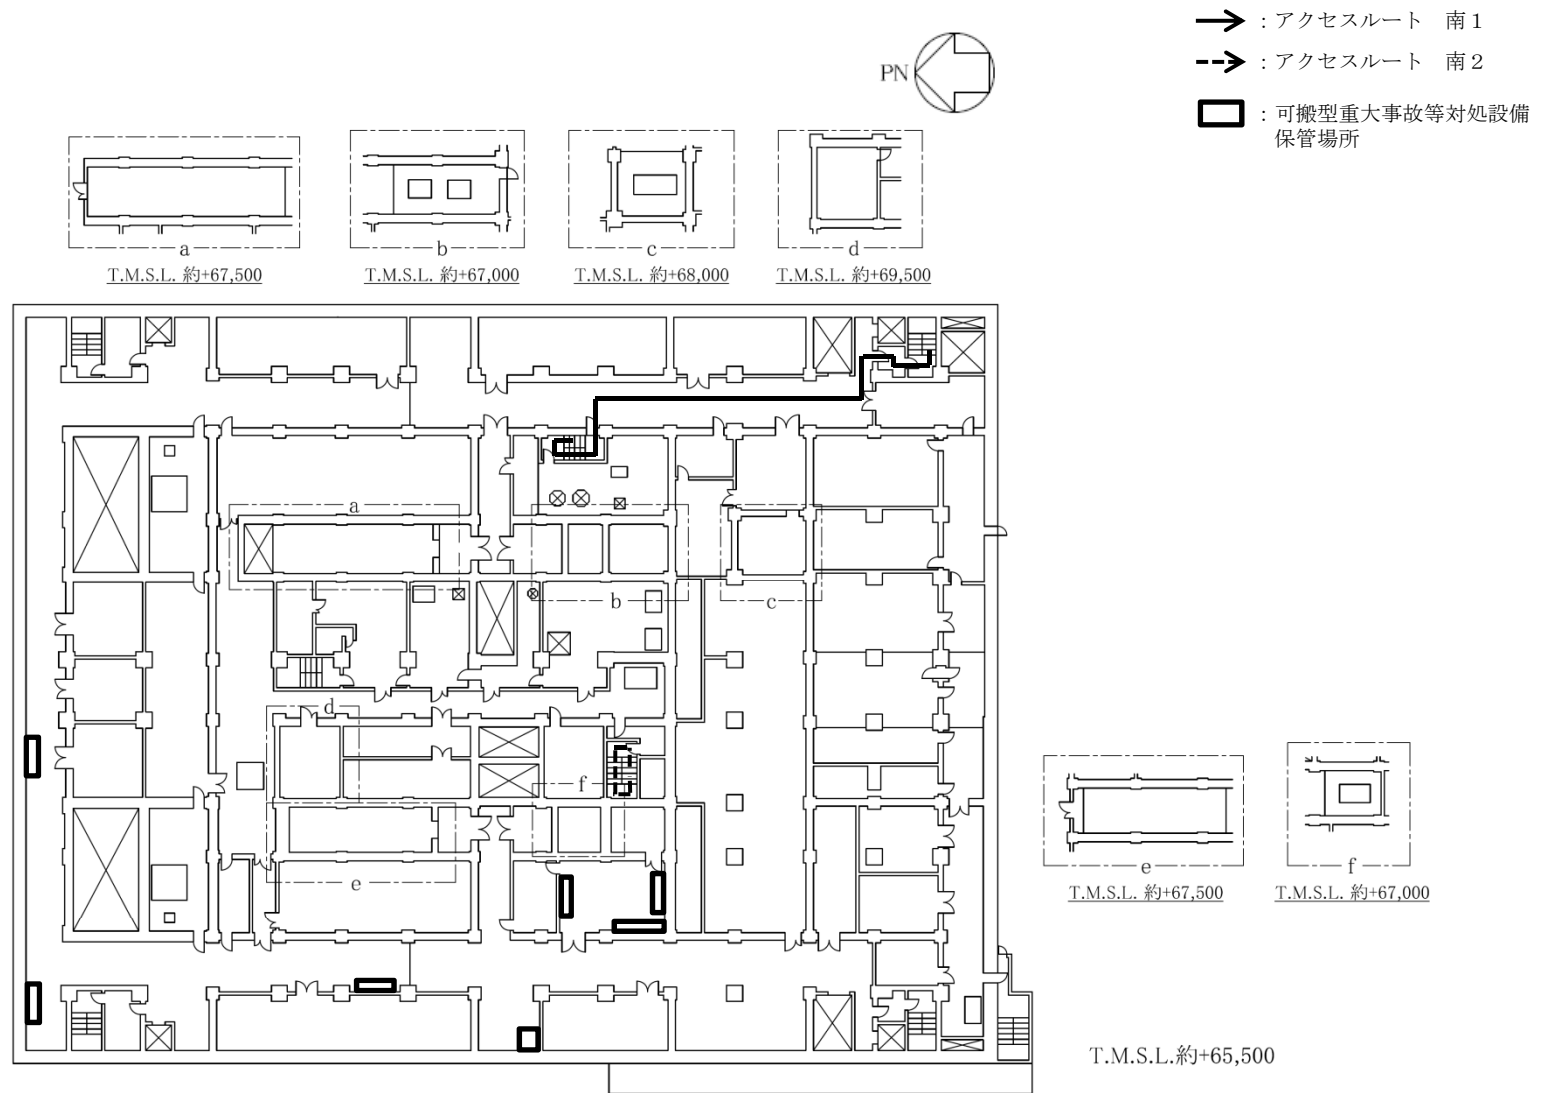 ：アクセスルート　南１
：アクセスルート　南２
：可搬型重大事故等対処設備
保管場所
PN
a
T.M.S.L. 約+67,500
b
T.M.S.L. 約+67,000
c
T.M.S.L. 約+68,000
d
T.M.S.L. 約+69,500
a
b
c
d
f
e
e
T.M.S.L. 約+67,500
f
T.M.S.L. 約+67,000
T.M.S.L.約+65,500